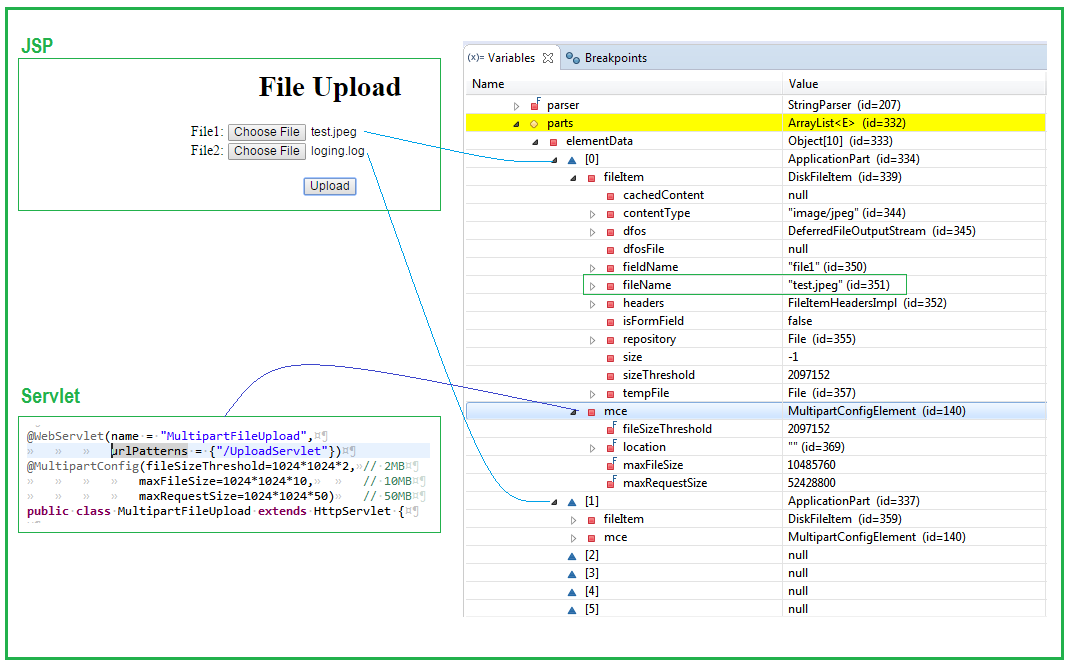 JSP
File Upload
File1: Choose File test.jpeg
File2: Choose File loging.log
Upload
Servlet
@WebServlet(name = "MultipartFileUpload",¤¶
» » » urlPatterns = {"/UploadServlet"})¤¶
@MultipartConfig(fileSizeThreshold=1024*1024*2, » // 2MB¤¶
» » » maxFileSize=1024*1024*10, » » // 10MB¤¶
» » » maxRequestSize=1024*1024*50) » // 50MB¤¶
public class MultipartFileUpload extends HttpServlet {¤¶
(x)= Variables Breakpoints
Name Value
parser StringParser (id=207)
parts ArrayList<E> (id=332)
elementData Object[10] (id=333)
[0] ApplicationPart (id=334)
fileItem DiskFileItem (id=339)
cachedContent null
contentType "image/jpeg" (id=344)
dfos DeferredFileOutputStream (id=345)
dfosFile null
fieldName "file1" (id=350)
fileName "test.jpeg" (id=351)
headers FileItemHeadersImpl (id=352)
isFormField false
repository File (id=355)
size -1
sizeThreshold 2097152
tempFile File (id=357)
mce MultipartConfigElement (id=140)
fileSizeThreshold 2097152
location "" (id=369)
maxFileSize 10485760
maxRequestSize 52428800
[1] ApplicationPart (id=337)
fileItem DiskFileItem (id=359)
mce MultipartConfigElement (id=140)
[2] null
[3] null
[4] null
[5] null